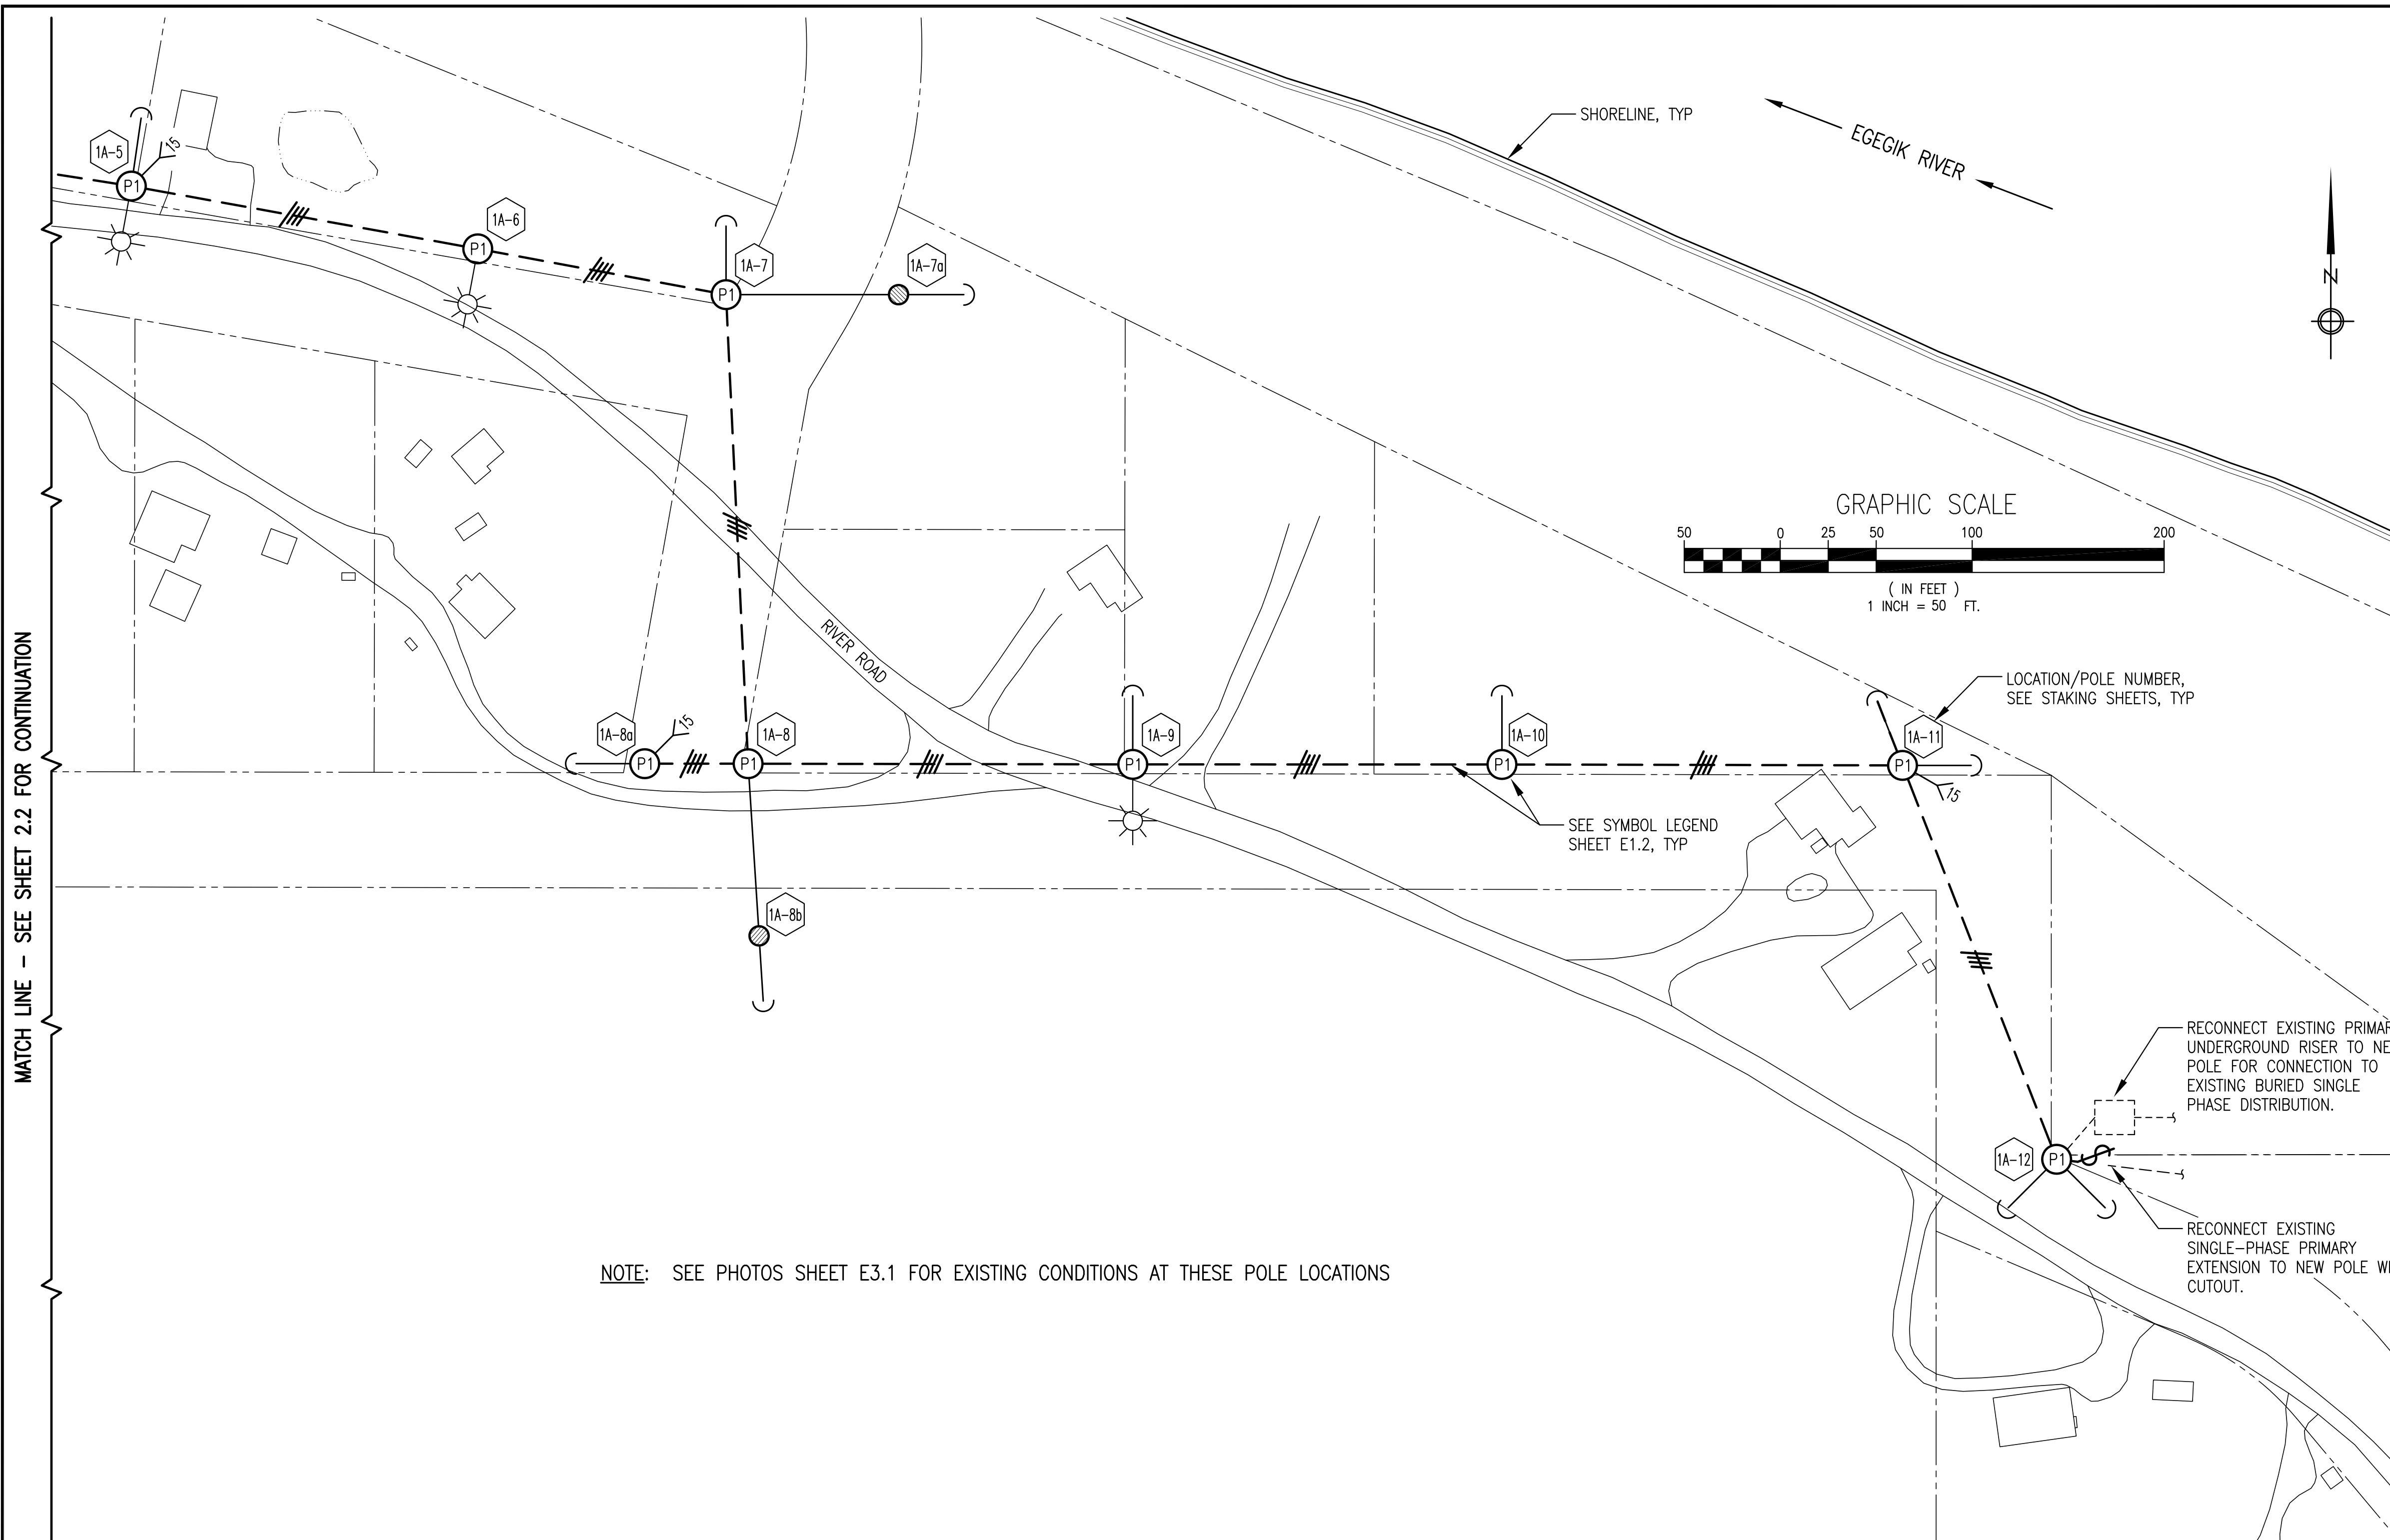 SHORELINE, TYP
EGEGIK RIVER
N
1A-5
15
P1
1A-6
P1
1A-7
P1
1A-7a
GRAPHIC SCALE
50 0 25 50 100 200
( IN FEET )
1 INCH = 50 FT.
MATCH LINE - SEE SHEET 2.2 FOR CONTINUATION
RIVER ROAD
LOCATION/POLE NUMBER,
SEE STAKING SHEETS, TYP
1A-8a
15
P1
1A-8
P1
1A-9
P1
1A-10
P1
1A-11
P1
15
SEE SYMBOL LEGEND
SHEET E1.2, TYP
1A-8b
RECONNECT EXISTING
UNDERGROUND RISER TO
POLE FOR CONNECTION TO
EXISTING BURIED SINGLE
PHASE DISTRIBUTION.
1A-12
P1
RECONNECT EXISTING
SINGLE-PHASE PRIMARY
EXTENSION TO NEW POLE
CUTOUT.
NOTE: SEE PHOTOS SHEET E3.1 FOR EXISTING CONDITIONS AT THESE POLE LOCATIONS